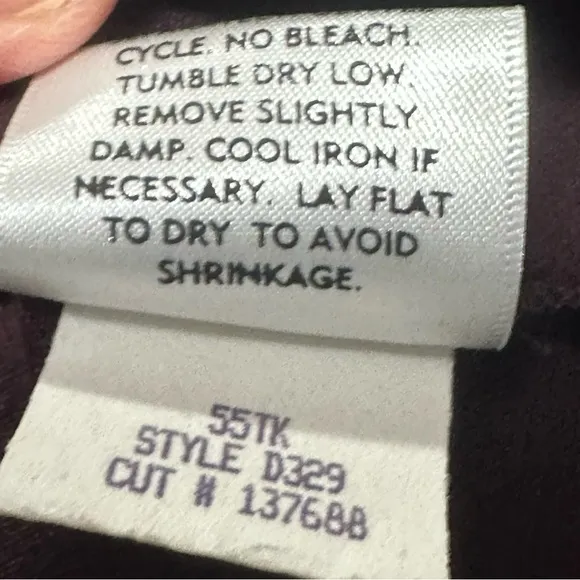 CYCLE. NO BLEACH.
TUMBLE DRY LOW.
REMOVE SLIGHTLY
DAMP. COOL IRON IF
NECESSARY. LAY FLAT
TO DRY TO AVOID
SHRINKAGE.
55TK
STYLE D329
CUT # 137688